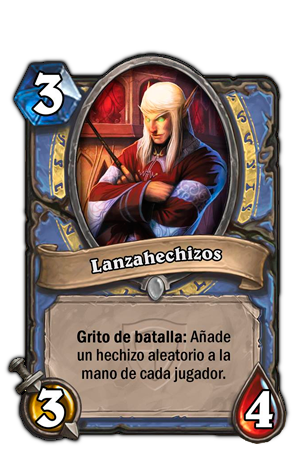 3
Lanzahechizos
Grito de batalla: Añade
un hechizo aleatorio a la
mano de cada jugador.
3
4